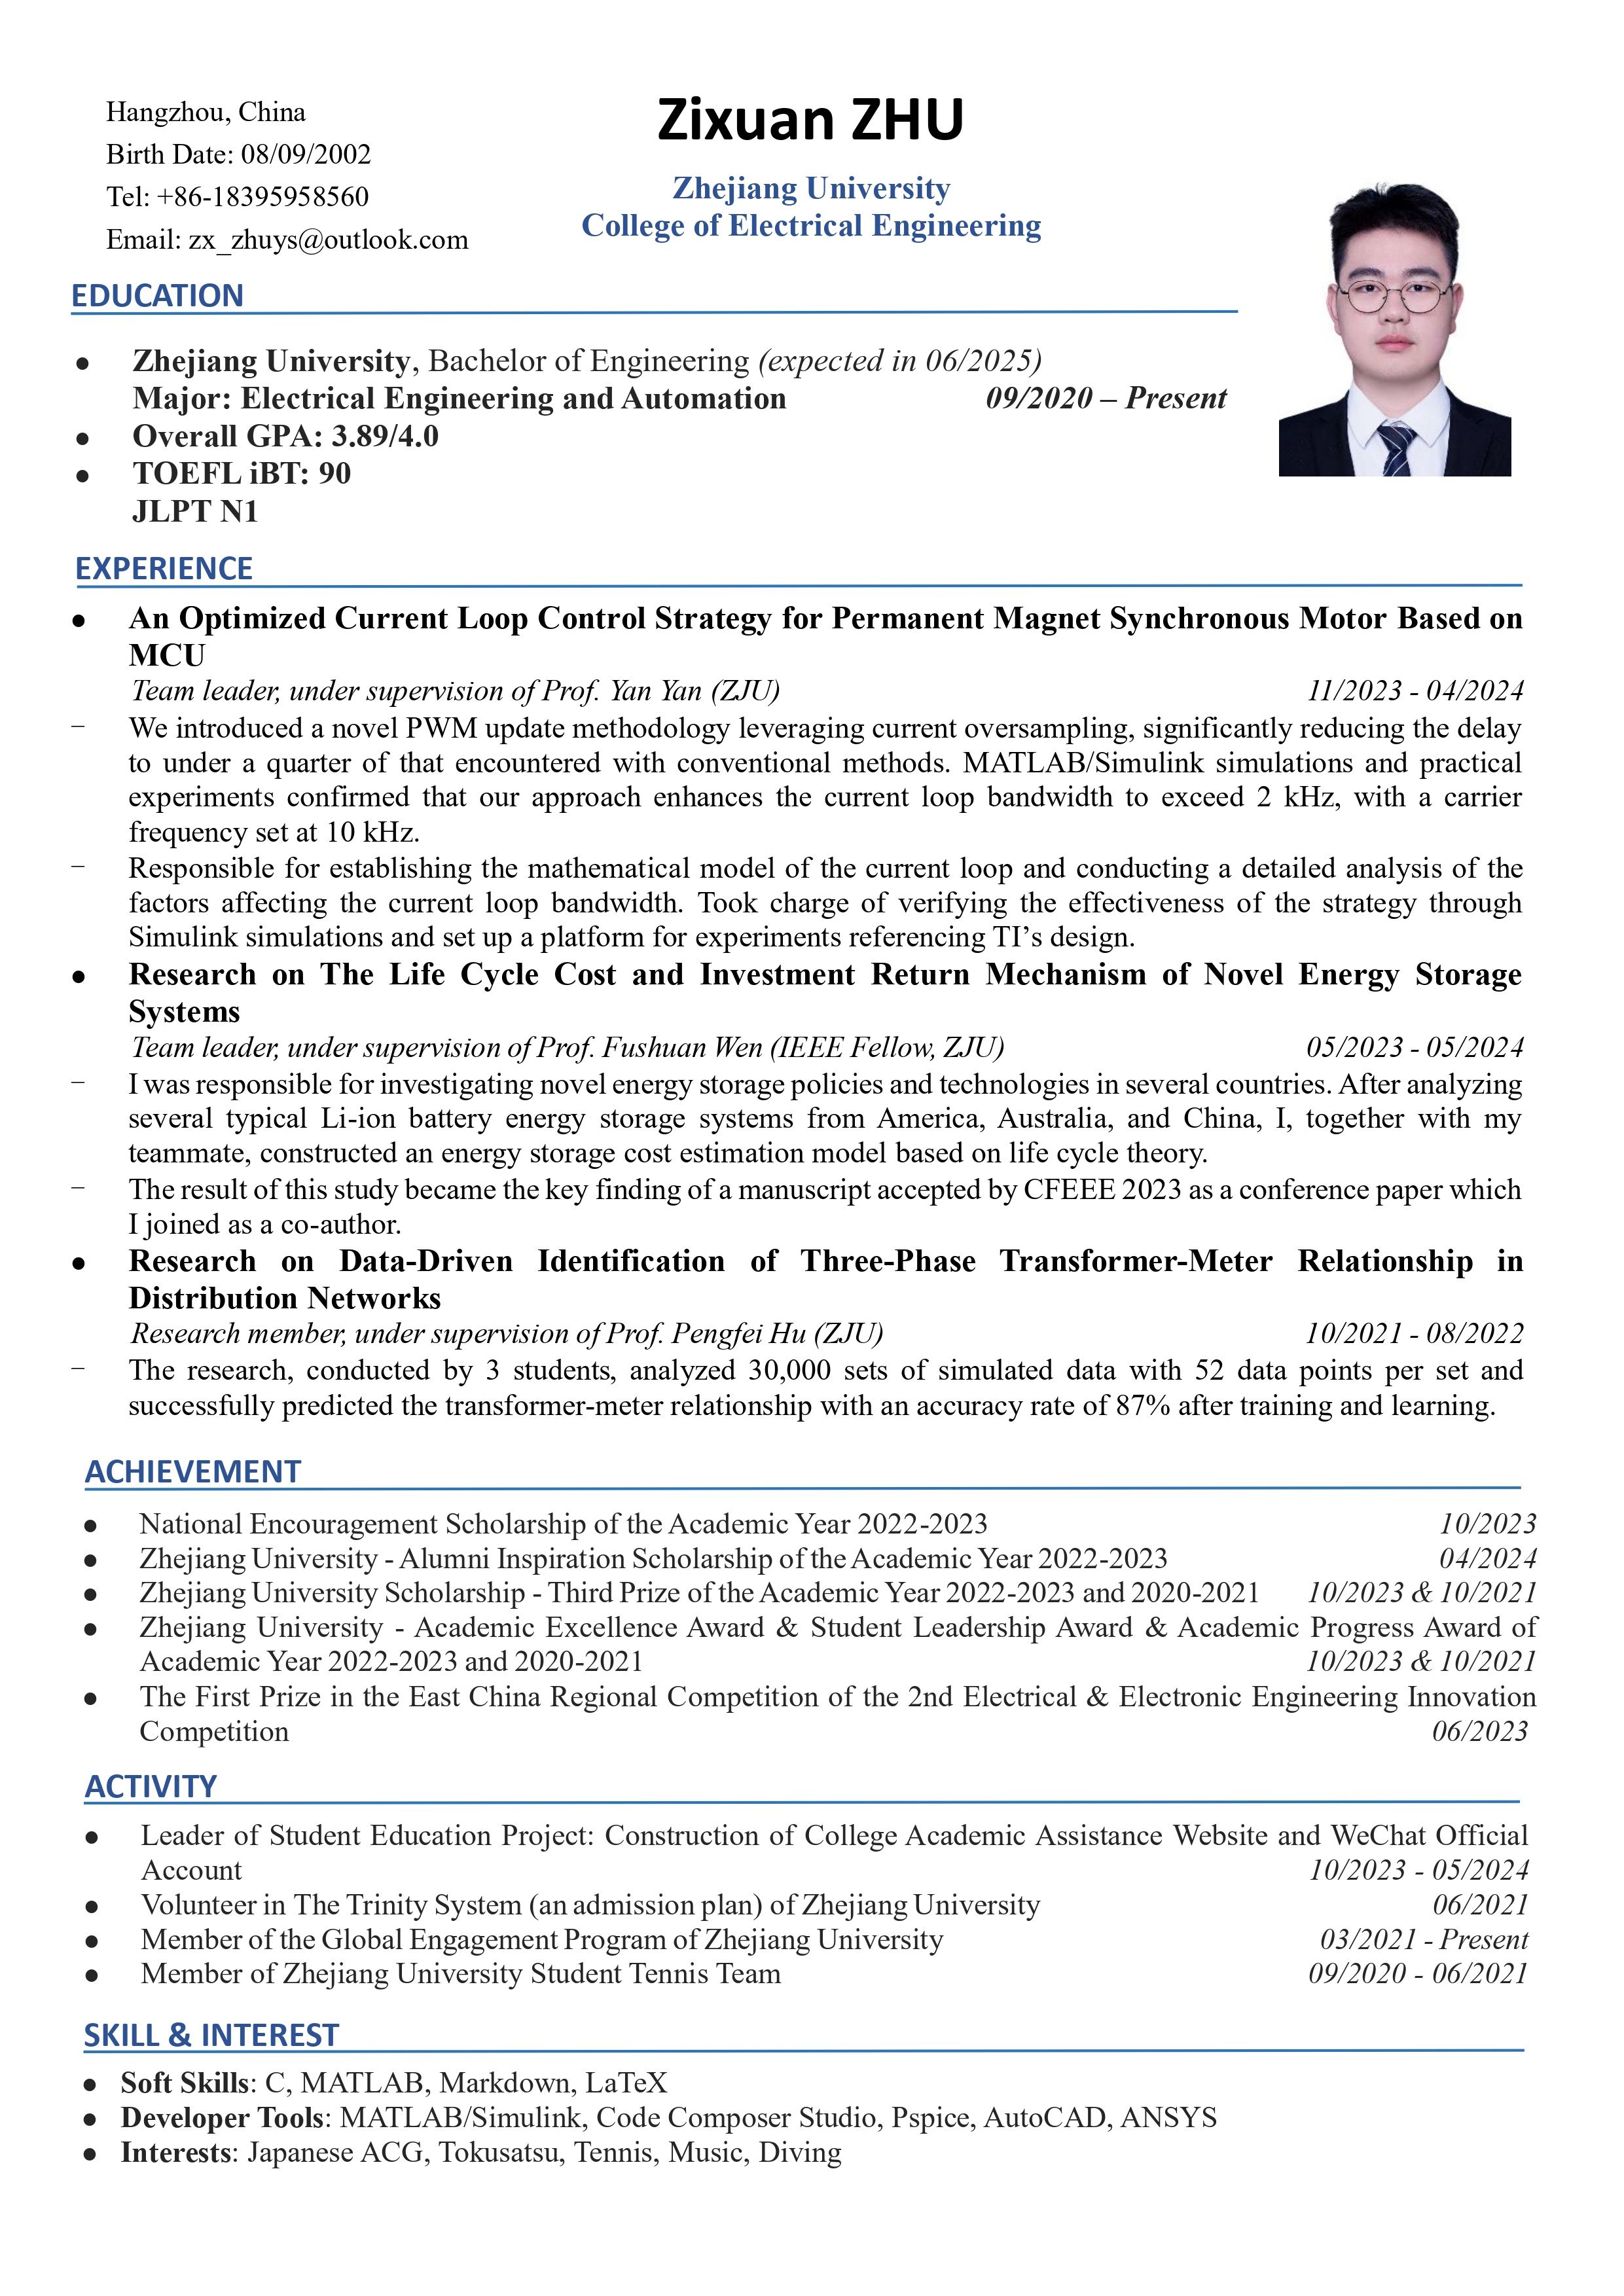 Hangzhou, China
Birth Date: 08/09/2002
Tel: +86-18395958560
Email: zx_zhuys@outlook.com
Zixuan ZHU
Zhejiang University
College of Electrical Engineering
EDUCATION
● Zhejiang University, Bachelor of Engineering (expected in 06/2025)
Major: Electrical Engineering and Automation 09/2020 – Present
● Overall GPA: 3.89/4.0
● TOEFL iBT: 90
JLPT N1
EXPERIENCE
● An Optimized Current Loop Control Strategy for Permanent Magnet Synchronous Motor Based on
MCU
Team leader, under supervision of Prof. Yan Yan (ZJU) 11/2023 - 04/2024
– We introduced a novel PWM update methodology leveraging current oversampling, significantly reducing the delay
to under a quarter of that encountered with conventional methods. MATLAB/Simulink simulations and practical
experiments confirmed that our approach enhances the current loop bandwidth to exceed 2 kHz, with a carrier
frequency set at 10 kHz.
– Responsible for establishing the mathematical model of the current loop and conducting a detailed analysis of the
factors affecting the current loop bandwidth. Took charge of verifying the effectiveness of the strategy through
Simulink simulations and set up a platform for experiments referencing TI’s design.
● Research on The Life Cycle Cost and Investment Return Mechanism of Novel Energy Storage
Systems
Team leader, under supervision of Prof. Fushuan Wen (IEEE Fellow, ZJU) 05/2023 - 05/2024
– I was responsible for investigating novel energy storage policies and technologies in several countries. After analyzing
several typical Li-ion battery energy storage systems from America, Australia, and China, I, together with my
teammate, constructed an energy storage cost estimation model based on life cycle theory.
– The result of this study became the key finding of a manuscript accepted by CFEEE 2023 as a conference paper which
I joined as a co-author.
● Research on Data-Driven Identification of Three-Phase Transformer-Meter Relationship in
Distribution Networks
Research member, under supervision of Prof. Pengfei Hu (ZJU) 10/2021 - 08/2022
– The research, conducted by 3 students, analyzed 30,000 sets of simulated data with 52 data points per set and
successfully predicted the transformer-meter relationship with an accuracy rate of 87% after training and learning.
ACHIEVEMENT
● National Encouragement Scholarship of the Academic Year 2022-2023 10/2023
● Zhejiang University - Alumni Inspiration Scholarship of the Academic Year 2022-2023 04/2024
● Zhejiang University Scholarship - Third Prize of the Academic Year 2022-2023 and 2020-2021 10/2023 & 10/2021
● Zhejiang University - Academic Excellence Award & Student Leadership Award & Academic Progress Award of
Academic Year 2022-2023 and 2020-2021 10/2023 & 10/2021
● The First Prize in the East China Regional Competition of the 2nd Electrical & Electronic Engineering Innovation
Competition 06/2023
ACTIVITY
● Leader of Student Education Project: Construction of College Academic Assistance Website and WeChat Official
Account 10/2023 - 05/2024
● Volunteer in The Trinity System (an admission plan) of Zhejiang University 06/2021
● Member of the Global Engagement Program of Zhejiang University 03/2021 - Present
● Member of Zhejiang University Student Tennis Team 09/2020 - 06/2021
SKILL & INTEREST
● Soft Skills: C, MATLAB, Markdown, LaTeX
● Developer Tools: MATLAB/Simulink, Code Composer Studio, Pspice, AutoCAD, ANSYS
● Interests: Japanese ACG, Tokusatsu, Tennis, Music, Diving